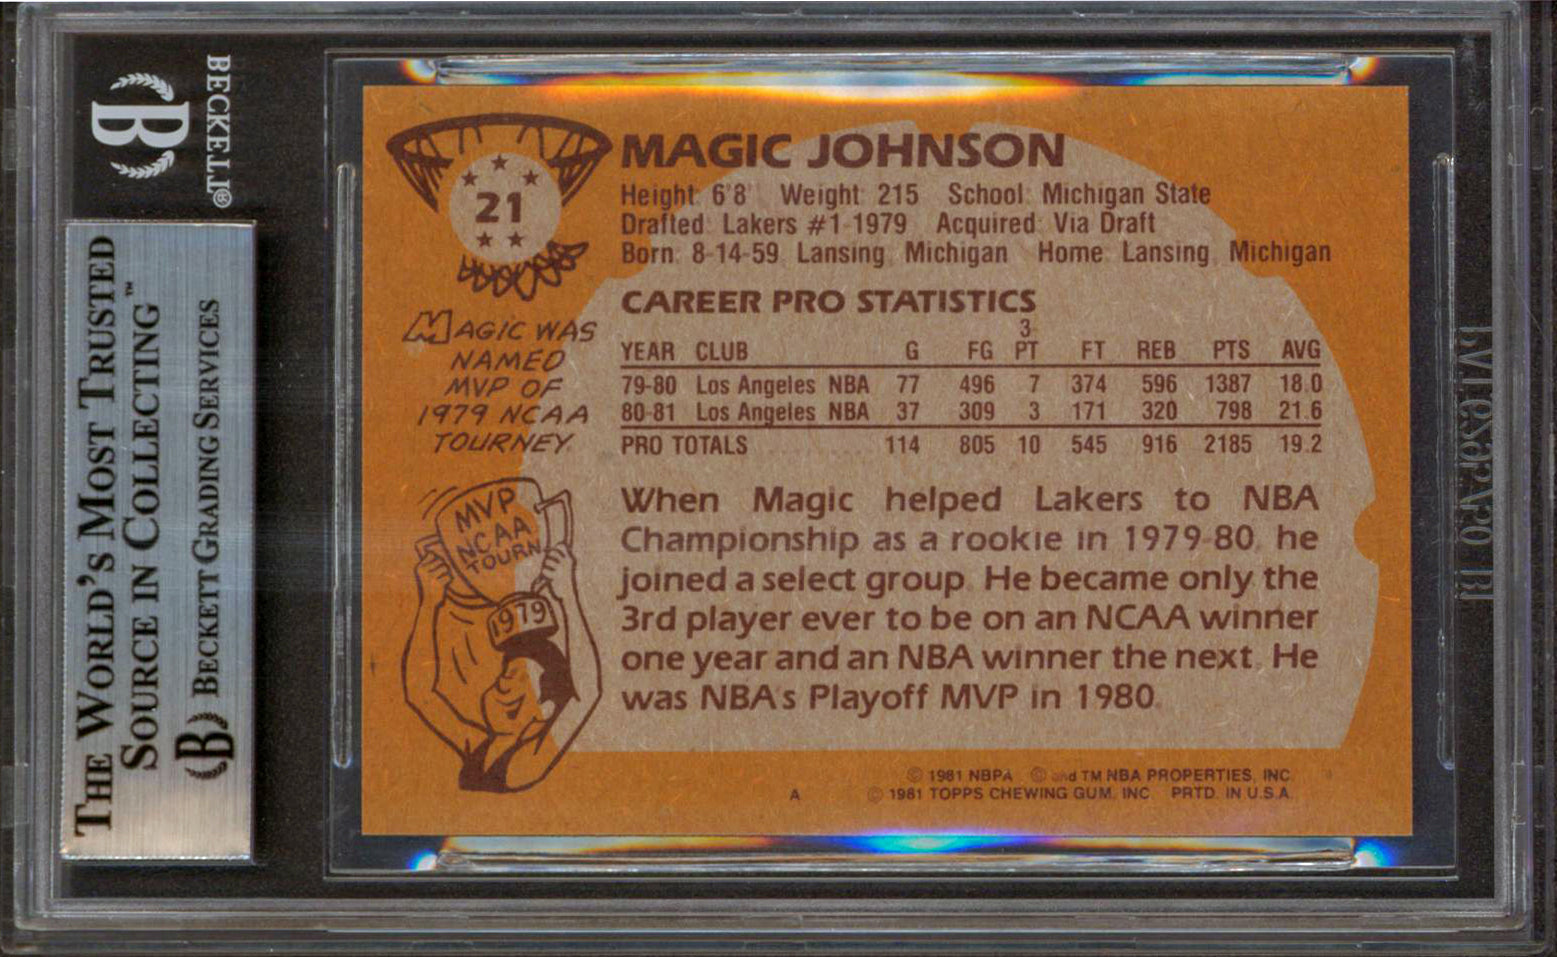 BECKETT®
B
THE WORLD'S MOST TRUSTED
SOURCE IN COLLECTING™
B BECKETT GRADING SERVICES
21
MAGIC JOHNSON
Height: 6'8" Weight: 215 School: Michigan State
Drafted: Lakers #1-1979 Acquired: Via Draft
Born: 8-14-59, Lansing, Michigan Home: Lansing, Michigan
CAREER PRO STATISTICS
YEAR CLUB G FG 3 PT FT REB PTS AVG
79-80 Los Angeles NBA 77 496 7 374 596 1387 18.0
80-81 Los Angeles NBA 37 309 3 171 320 798 21.6
PRO TOTALS 114 805 10 545 916 2185 19.2
MAGIC WAS
NAMED
MVP OF
1979 NCAA
TOURNEY.
MVP
NCAA
TOURN.
1979
When Magic helped Lakers to NBA
Championship as a rookie in 1979-80, he
joined a select group. He became only the
3rd player ever to be on an NCAA winner
one year and an NBA winner the next. He
was NBA's Playoff MVP in 1980.
© 1981 NBPA © and TM NBA PROPERTIES, INC.
A © 1981 TOPPS CHEWING GUM, INC. PRTD. IN U.S.A.